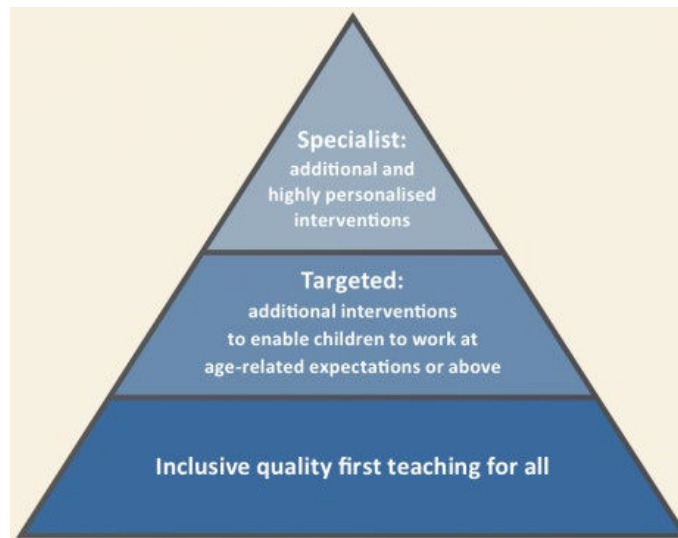 Specialist:
additional and
highly personalised
interventions
Targeted:
additional interventions
to enable children to work at
age-related expectations or above
Inclusive quality first teaching for all